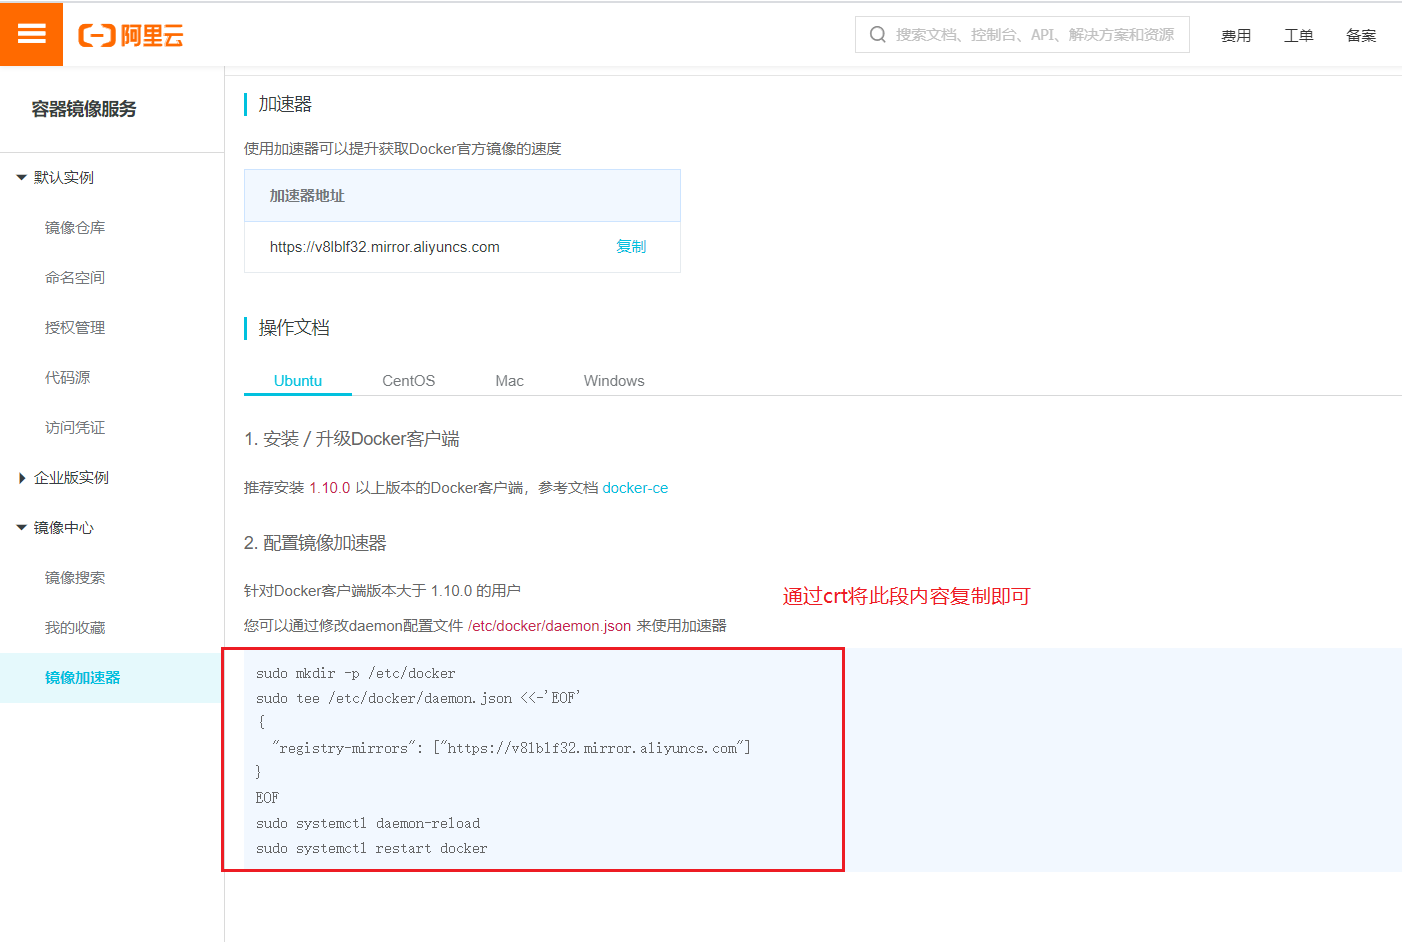 阿里云
搜索文档、控制台、API、解决方案和资源
费用
工单
备案
容器镜像服务
默认实例
镜像仓库
命名空间
授权管理
代码源
访问凭证
企业版实例
镜像中心
镜像搜索
我的收藏
镜像加速器
加速器
使用加速器可以提升获取Docker官方镜像的速度
加速器地址
https://v8lblf32.mirror.aliyuncs.com 复制
操作文档
Ubuntu CentOS Mac Windows
1. 安装 / 升级Docker客户端
推荐安装 1.10.0 以上版本的Docker客户端，参考文档 docker-ce
2. 配置镜像加速器
针对Docker客户端版本大于 1.10.0 的用户
通过crt将此段内容复制即可
您可以通过修改daemon配置文件 /etc/docker/daemon.json 来使用加速器
sudo mkdir -p /etc/docker
sudo tee /etc/docker/daemon.json <<-'EOF'
{
  "registry-mirrors": ["https://v8lblf32.mirror.aliyuncs.com"]
}
EOF
sudo systemctl daemon-reload
sudo systemctl restart docker